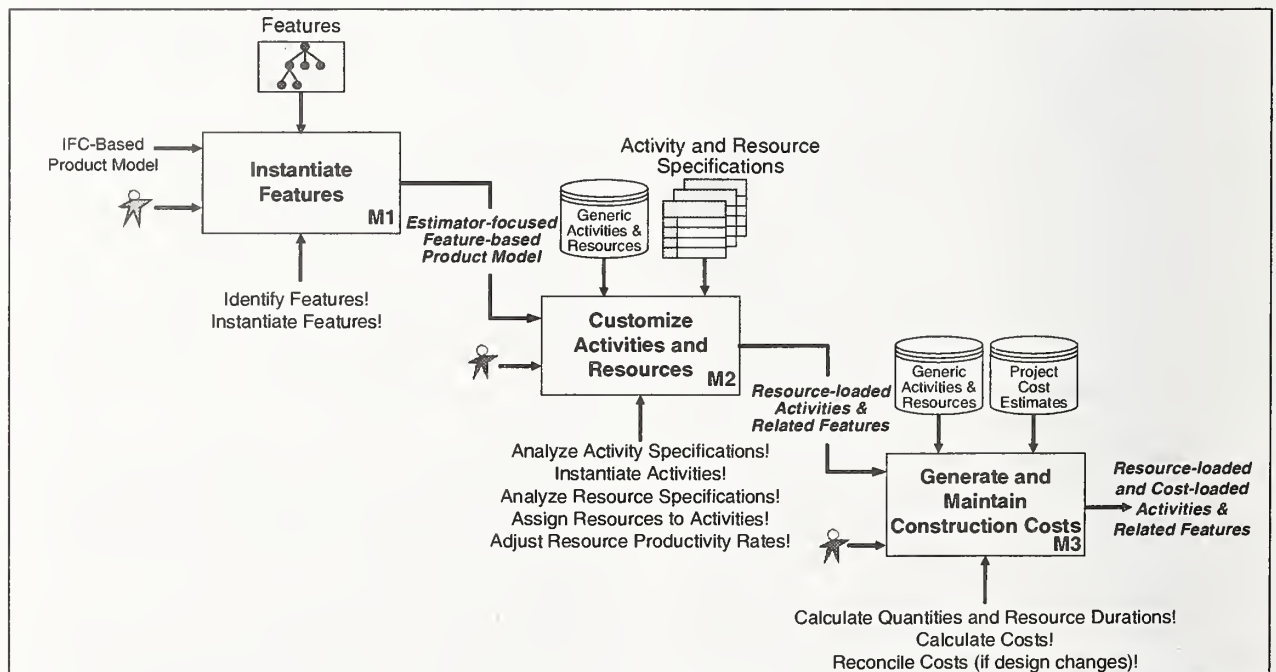 Features
IFC-Based
Product Model
Instantiate
Features
M1
Identify Features!
Instantiate Features!
Estimator-focused
Feature-based
Product Model
Activity and Resource
Specifications
Generic
Activities &
Resources
Customize
Activities and
Resources
M2
Analyze Activity Specifications!
Instantiate Activities!
Analyze Resource Specifications!
Assign Resources to Activities!
Adjust Resource Productivity Rates!
Resource-loaded
Activities &
Related Features
Generic
Activities &
Resources
Project
Cost
Estimates
Generate and
Maintain
Construction Costs
M3
Resource-loaded
and Cost-loaded
Activities &
Related Features
Calculate Quantities and Resource Durations!
Calculate Costs!
Reconcile Costs (if design changes)!